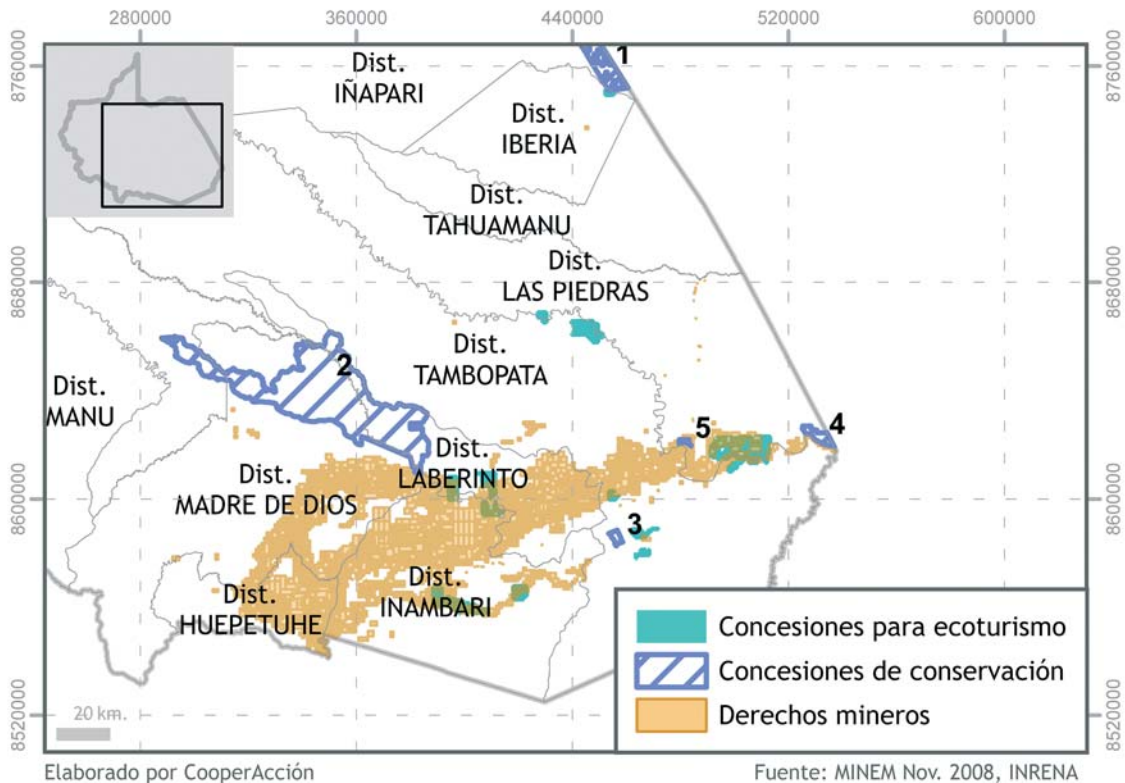 280000 360000 440000 520000 600000
8760000 8760000
1
Dist.
IÑAPARI
Dist.
IBERIA
Dist.
TAHUAMANU
Dist.
LAS PIEDRAS
8680000 8680000
2
Dist.
TAMBOPATA
Dist.
MANU
5
4
Dist.
LABERINTO
Dist.
MADRE DE DIOS
8600000 8600000
3
Dist.
INAMBARI
Dist.
HUEPETUHE
Concesiones para ecoturismo
Concesiones de conservación
Derechos mineros
20 km.
8520000 8520000
Elaborado por CooperAcción
Fuente: MINEM Nov. 2008, INRENA